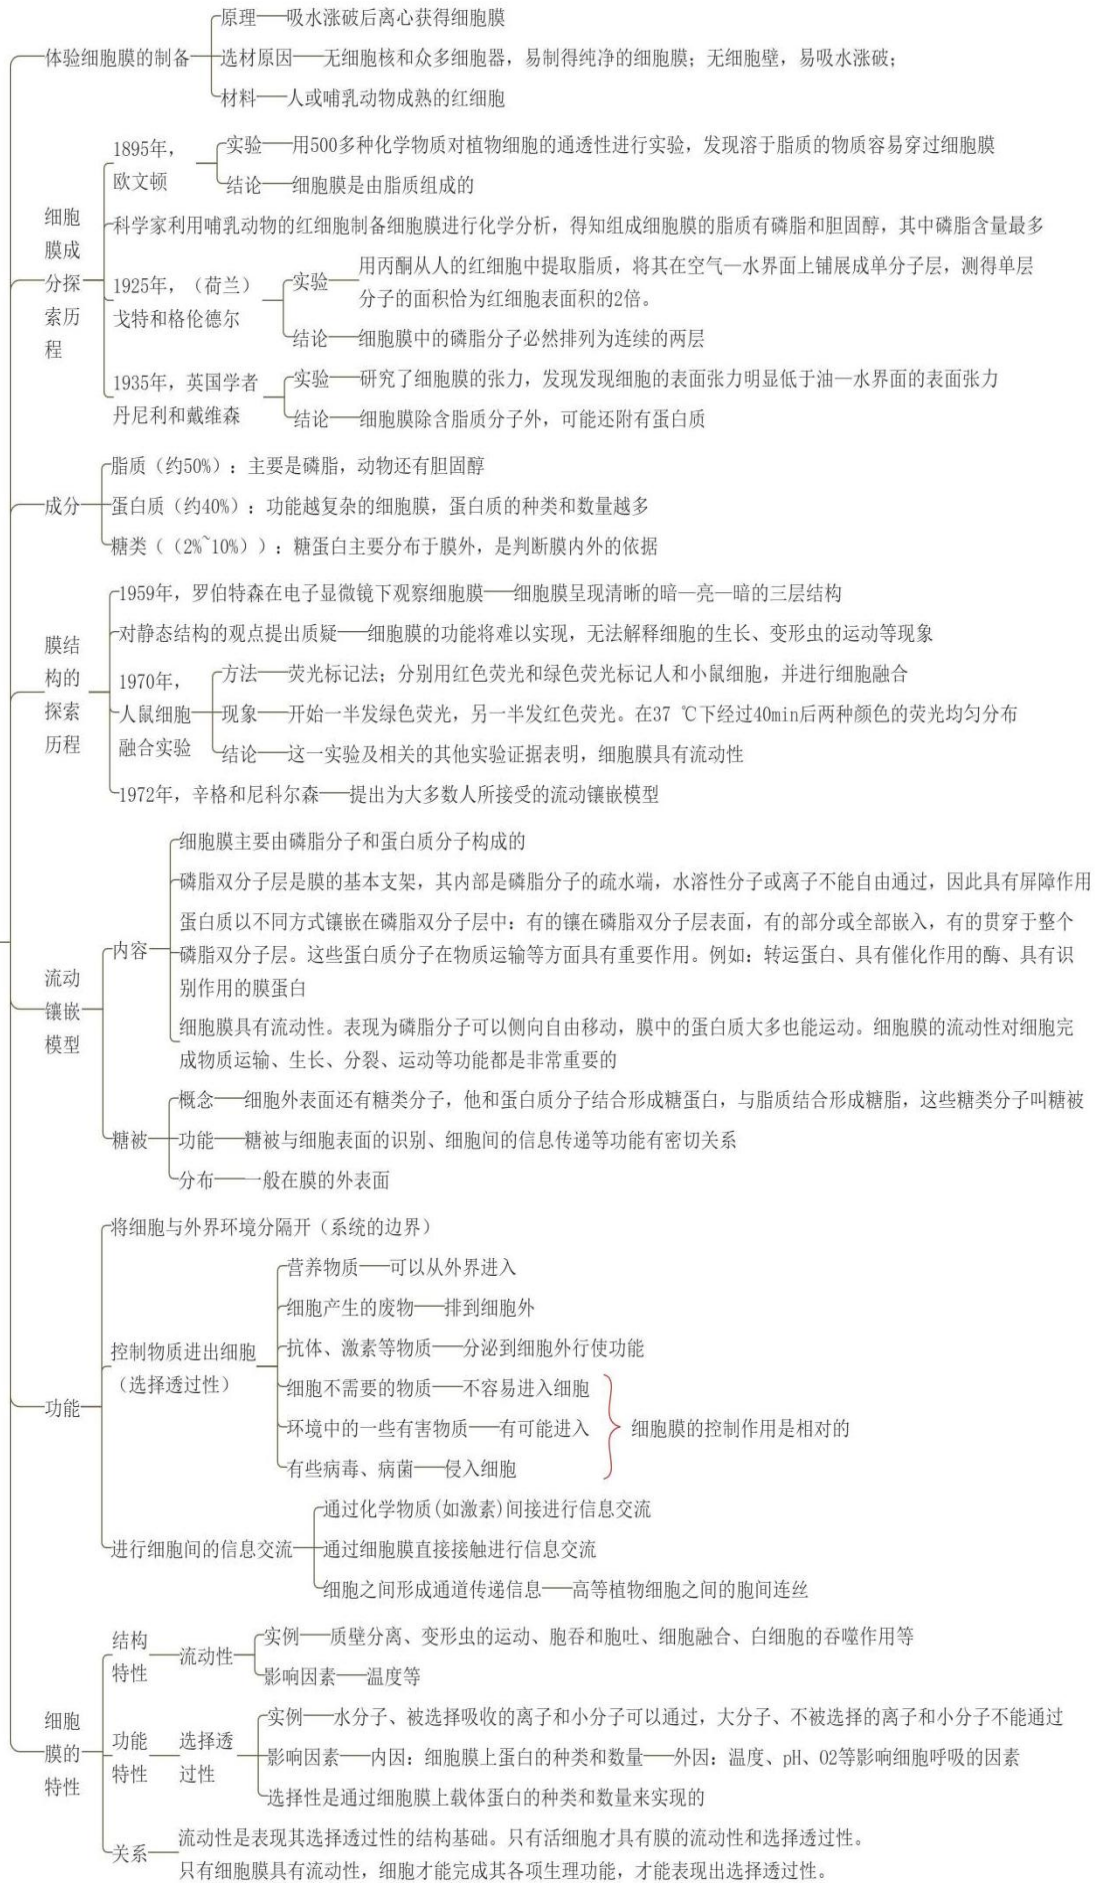 体验细胞膜的制备
原理
吸水涨破后离心获得细胞膜
选材原因
无细胞核和众多细胞器，易制得纯净的细胞膜；无细胞壁，易吸水涨破；
材料
人或哺乳动物成熟的红细胞
细胞
膜成
分探
索历
程
1895年，
欧文顿
实验
用500多种化学物质对植物细胞的通透性进行实验，发现溶于脂质的物质容易穿过细胞膜
结论
细胞膜是由脂质组成的
科学家利用哺乳动物的红细胞制备细胞膜进行化学分析，得知组成细胞膜的脂质有磷脂和胆固醇，其中磷脂含量最多
1925年，（荷兰）
戈特和格伦德尔
实验
用丙酮从人的红细胞中提取脂质，将其在空气—水界面上铺展成单分子层，测得单层
分子的面积恰为红细胞表面积的2倍。
结论
细胞膜中的磷脂分子必然排列为连续的两层
1935年，英国学者
丹尼利和戴维森
实验
研究了细胞膜的张力，发现发现细胞的表面张力明显低于油—水界面的表面张力
结论
细胞膜除含脂质分子外，可能还附有蛋白质
成分
脂质（约50%）：主要是磷脂，动物还有胆固醇
蛋白质（约40%）：功能越复杂的细胞膜，蛋白质的种类和数量越多
糖类（（2%~10%））：糖蛋白主要分布于膜外，是判断膜内外的依据
膜结
构的
探索
历程
1959年，罗伯特森在电子显微镜下观察细胞膜
细胞膜呈现清晰的暗—亮—暗的三层结构
对静态结构的观点提出质疑
细胞膜的功能将难以实现，无法解释细胞的生长、变形虫的运动等现象
1970年，
人鼠细胞
融合实验
方法
荧光标记法；分别用红色荧光和绿色荧光标记人和小鼠细胞，并进行细胞融合
现象
开始一半发绿色荧光，另一半发红色荧光。在37 ℃下经过40min后两种颜色的荧光均匀分布
结论
这一实验及相关的其他实验证据表明，细胞膜具有流动性
1972年，辛格和尼科尔森
提出为大多数人所接受的流动镶嵌模型
流动
镶嵌
模型
内容
细胞膜主要由磷脂分子和蛋白质分子构成的
磷脂双分子层是膜的基本支架，其内部是磷脂分子的疏水端，水溶性分子或离子不能自由通过，因此具有屏障作用
蛋白质以不同方式镶嵌在磷脂双分子层中：有的镶在磷脂双分子层表面，有的部分或全部嵌入，有的贯穿于整个
磷脂双分子层。这些蛋白质分子在物质运输等方面具有重要作用。例如：转运蛋白、具有催化作用的酶、具有识
别作用的膜蛋白
细胞膜具有流动性。表现为磷脂分子可以侧向自由移动，膜中的蛋白质大多也能运动。细胞膜的流动性对细胞完
成物质运输、生长、分裂、运动等功能都是非常重要的
糖被
概念
细胞外表面还有糖类分子，他和蛋白质分子结合形成糖蛋白，与脂质结合形成糖脂，这些糖类分子叫糖被
功能
糖被与细胞表面的识别、细胞间的信息传递等功能有密切关系
分布
一般在膜的外表面
功能
将细胞与外界环境分隔开（系统的边界）
控制物质进出细胞
（选择透过性）
营养物质
可以从外界进入
细胞产生的废物
排到细胞外
抗体、激素等物质
分泌到细胞外行使功能
细胞不需要的物质
不容易进入细胞
环境中的一些有害物质
有可能进入
有些病毒、病菌
侵入细胞
细胞膜的控制作用是相对的
进行细胞间的信息交流
通过化学物质(如激素)间接进行信息交流
通过细胞膜直接接触进行信息交流
细胞之间形成通道传递信息
高等植物细胞之间的胞间连丝
细胞
膜的
特性
结构
特性
流动性
实例
质壁分离、变形虫的运动、胞吞和胞吐、细胞融合、白细胞的吞噬作用等
影响因素
温度等
功能
特性
选择透
过性
实例
水分子、被选择吸收的离子和小分子可以通过，大分子、不被选择的离子和小分子不能通过
影响因素
内因：细胞膜上蛋白的种类和数量
外因：温度、pH、O2等影响细胞呼吸的因素
选择性是通过细胞膜上载体蛋白的种类和数量来实现的
关系
流动性是表现其选择透过性的结构基础。只有活细胞才具有膜的流动性和选择透过性。
只有细胞膜具有流动性，细胞才能完成其各项生理功能，才能表现出选择透过性。